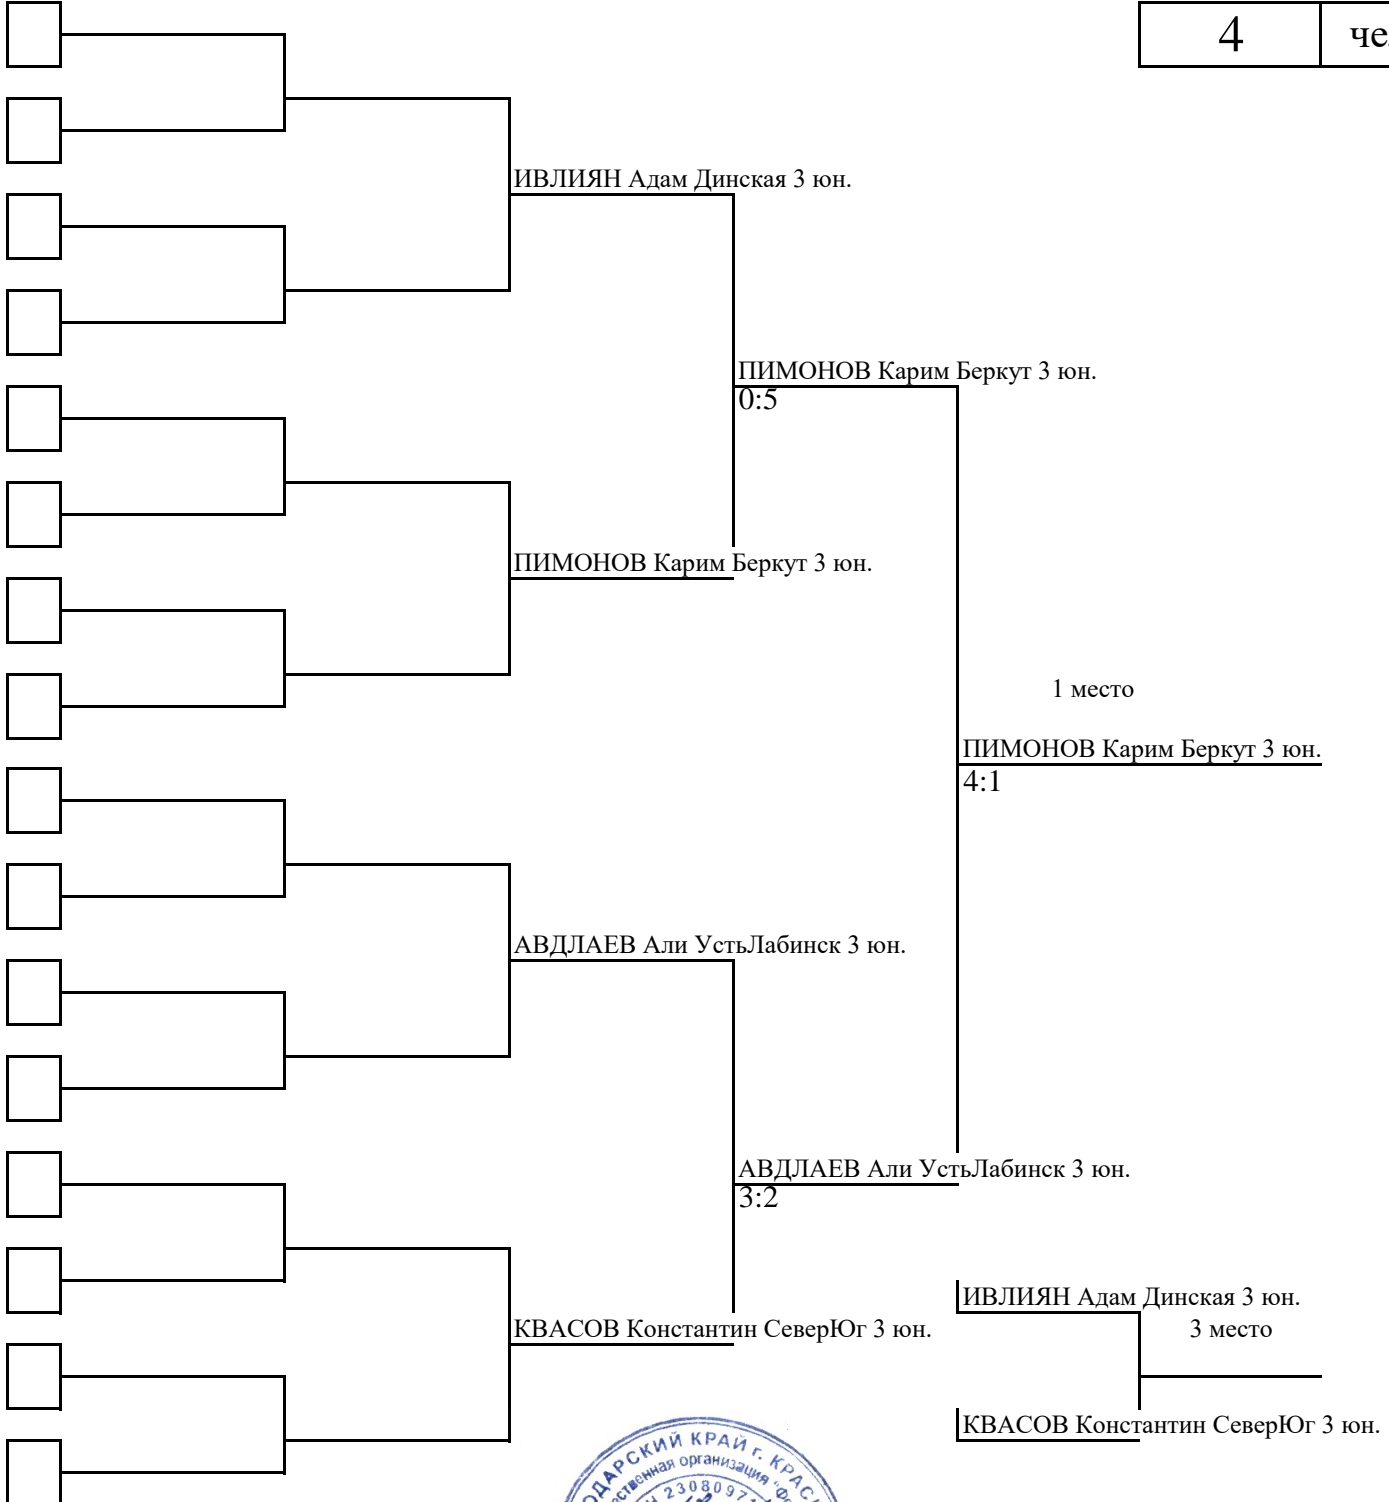 4
ИВЛИЯН Адам Динская 3 юн.
ПИМОНОВ Карим Беркут 3 юн.
0:5
ПИМОНОВ Карим Беркут 3 юн.
1 место
ПИМОНОВ Карим Беркут 3 юн.
4:1
АВДЛАЕВ Али УстьЛабинск 3 юн.
АВДЛАЕВ Али УстьЛабинск 3 юн.
3:2
ИВЛИЯН Адам Динская 3 юн.
КВАСОВ Константин СеверЮг 3 юн.
3 место
КВАСОВ Константин СеверЮг 3 юн.
КРАЙ г.
организация